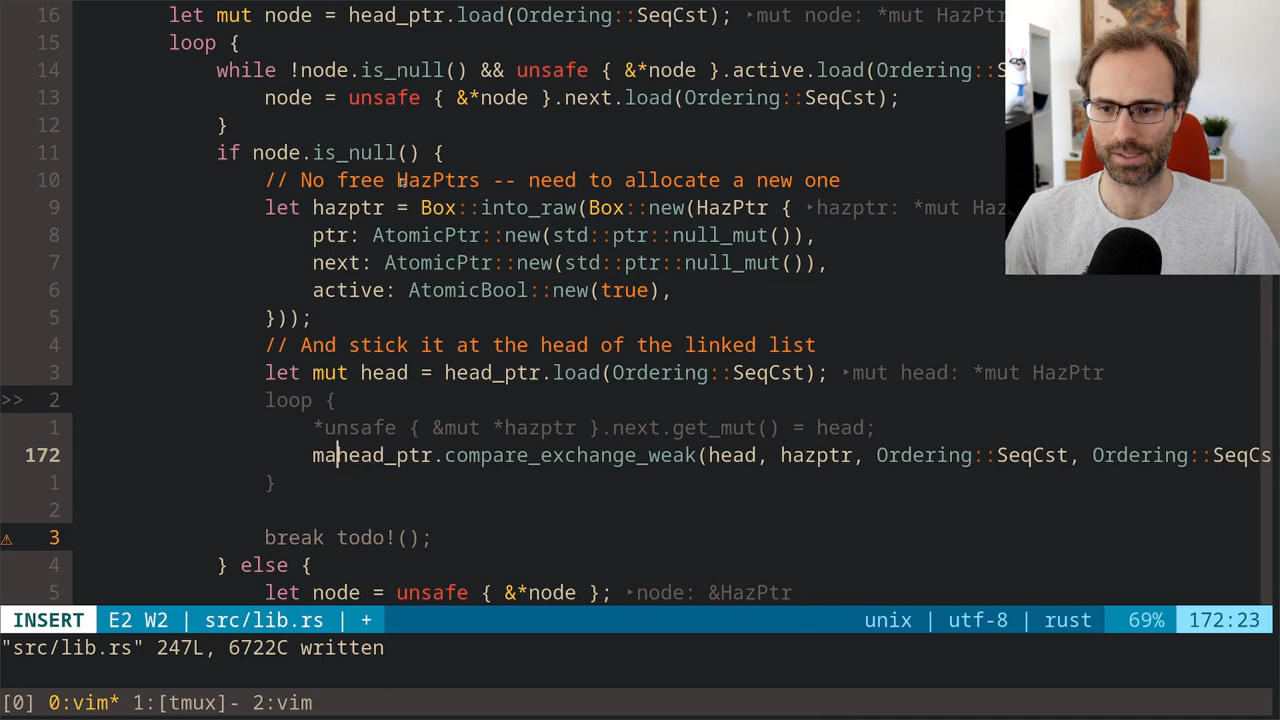 16 let mut node = head_ptr.load(Ordering::SeqCst); ▸mut node: *mut HazPtr
15 loop {
14 while !node.is_null() && unsafe { &*node }.active.load(Ordering::S
13 node = unsafe { &*node }.next.load(Ordering::SeqCst);
12 }
11 if node.is_null() {
10 // No free HazPtrs -- need to allocate a new one
9 let hazptr = Box::into_raw(Box::new(HazPtr { ▸hazptr: *mut Haz
8 ptr: AtomicPtr::new(std::ptr::null_mut()),
7 next: AtomicPtr::new(std::ptr::null_mut()),
6 active: AtomicBool::new(true),
5 }));
4 // And stick it at the head of the linked list
3 let mut head = head_ptr.load(Ordering::SeqCst); ▸mut head: *mut HazPtr
>> 2 loop {
1 *unsafe { &mut *hazptr }.next.get_mut() = head;
172 mahead_ptr.compare_exchange_weak(head, hazptr, Ordering::SeqCst, Ordering::SeqCs
1 }
2
⚠ 3 break todo!();
4 } else {
5 let node = unsafe { &*node }; ▸node: &HazPtr
INSERT E2 W2 | src/lib.rs | + unix | utf-8 | rust 69% 172:23
"src/lib.rs" 247L, 6722C written
[0] 0:vim* 1:[tmux]- 2:vim